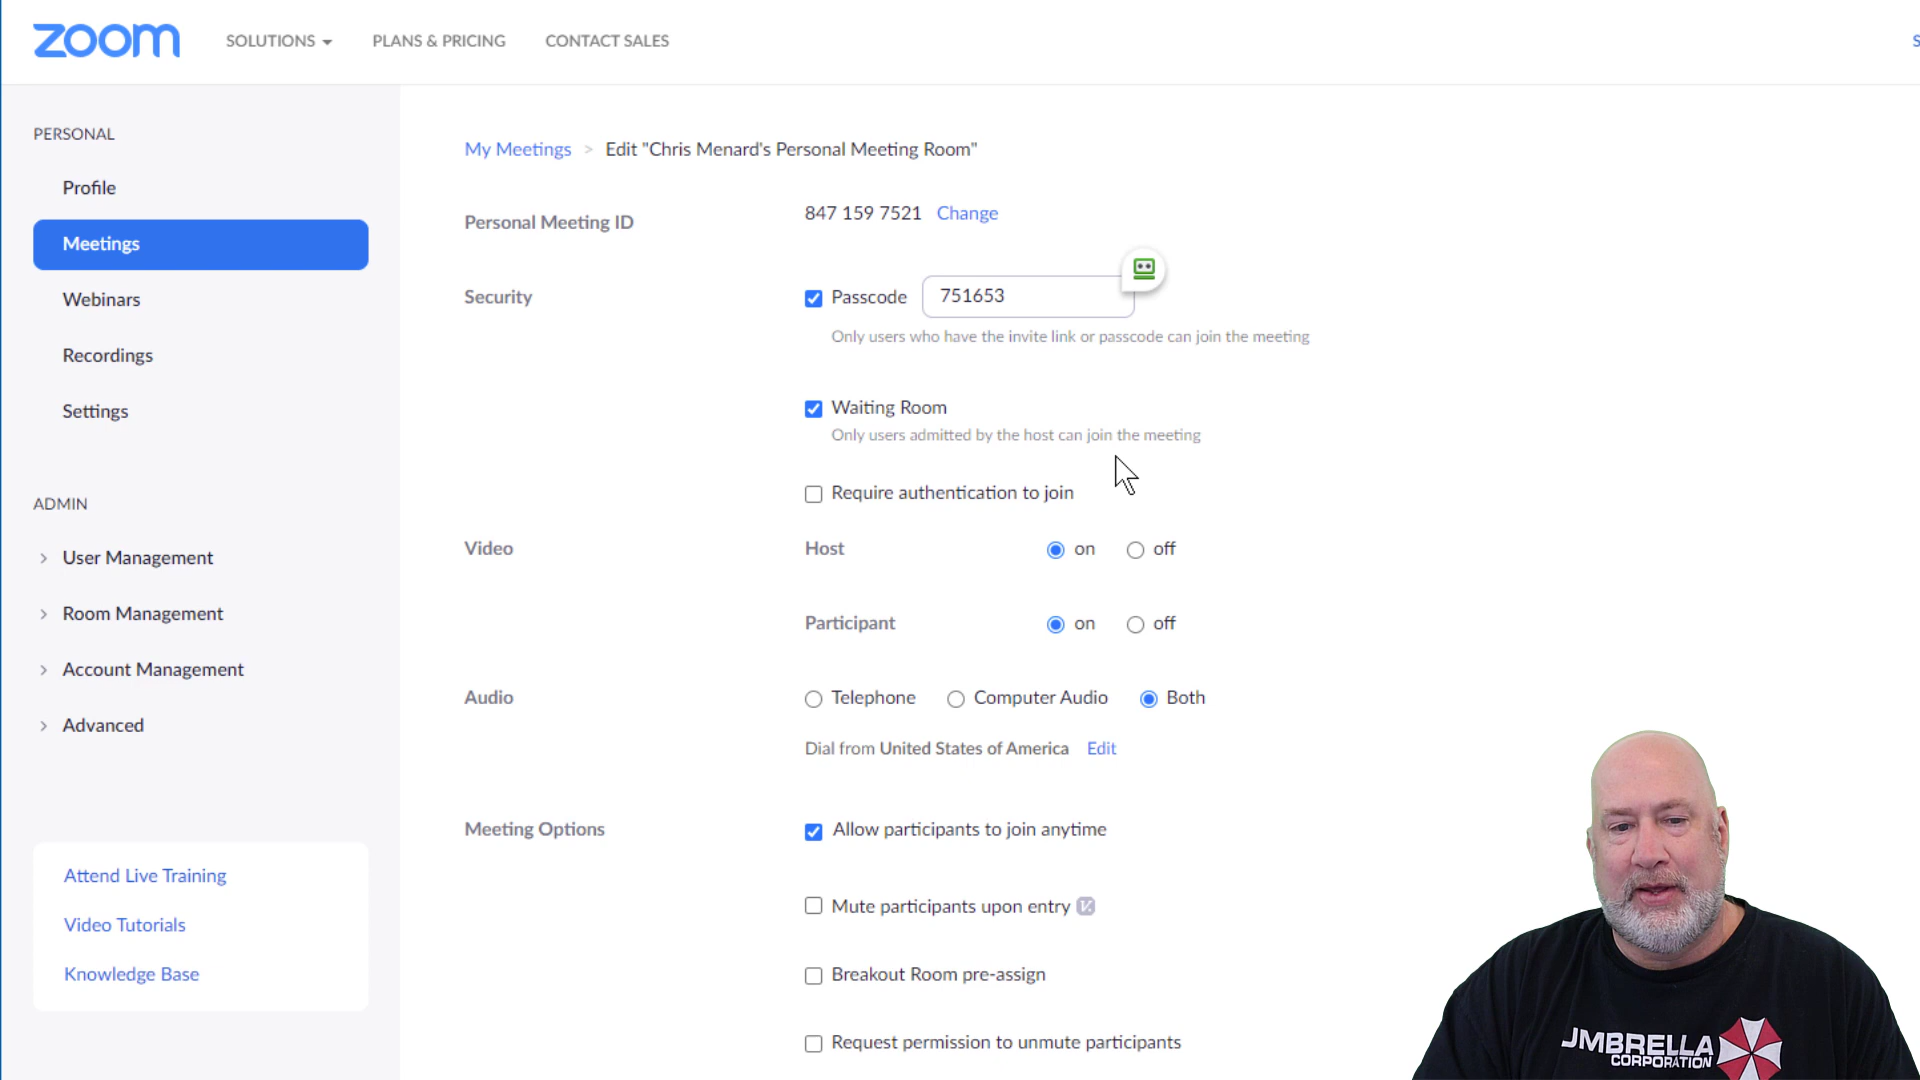 zoom
SOLUTIONS
PLANS & PRICING
CONTACT SALES
PERSONAL
Profile
Meetings
Webinars
Recordings
Settings
ADMIN
User Management
Room Management
Account Management
Advanced
Attend Live Training
Video Tutorials
Knowledge Base
My Meetings > Edit "Chris Menard's Personal Meeting Room"
Personal Meeting ID
847 159 7521 Change
Security
Passcode 751653
Only users who have the invite link or passcode can join the meeting
Waiting Room
Only users admitted by the host can join the meeting
Require authentication to join
Video
Host on off
Participant on off
Audio
Telephone Computer Audio Both
Dial from United States of America Edit
Meeting Options
Allow participants to join anytime
Mute participants upon entry
Breakout Room pre-assign
Request permission to unmute participants
UMBRELLA
CORPORATION